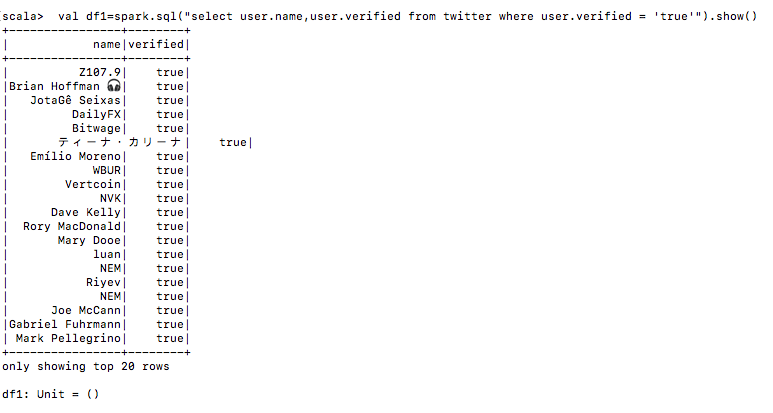 scala>  val df1=spark.sql("select user.name,user.verified from twitter where user.verified = 'true'").show()
+----------------+--------+
|            name|verified|
+----------------+--------+
|          Z107.9|    true|
|Brian Hoffman 🎧|    true|
|   JotaGê Seixas|    true|
|         DailyFX|    true|
|         Bitwage|    true|
|       ティーナ・カリーナ|    true|
|   Emílio Moreno|    true|
|            WBUR|    true|
|        Vertcoin|    true|
|             NVK|    true|
|      Dave Kelly|    true|
|  Rory MacDonald|    true|
|       Mary Dooe|    true|
|            luan|    true|
|             NEM|    true|
|           Riyev|    true|
|             NEM|    true|
|      Joe McCann|    true|
|Gabriel Fuhrmann|    true|
| Mark Pellegrino|    true|
+----------------+--------+
only showing top 20 rows
df1: Unit = ()